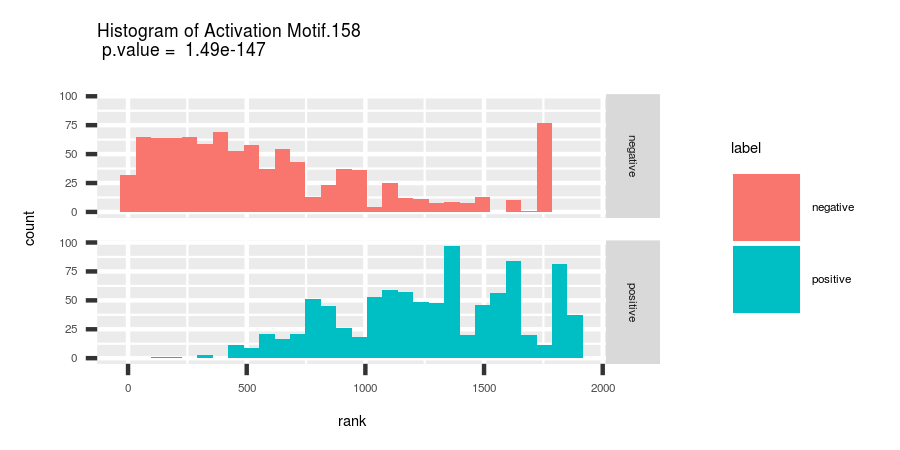 Histogram of Activation Motif.158
p.value = 1.49e-147
100
75
50
25
0
negative
100
75
50
25
0
positive
count
0
500
1000
1500
2000
rank
label
negative
positive